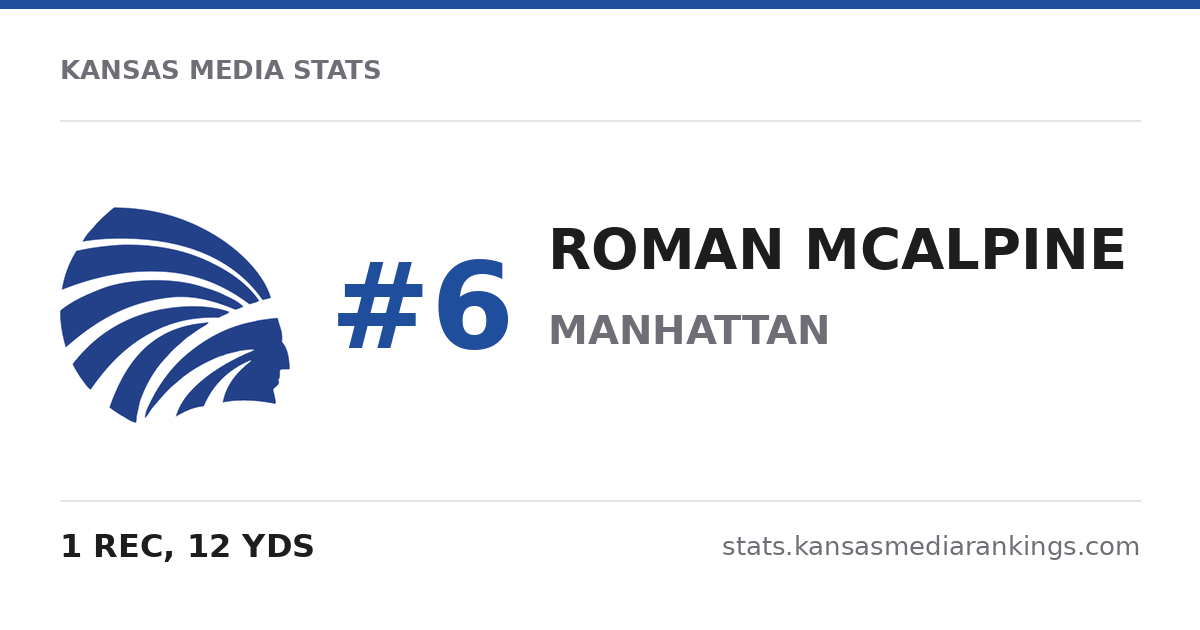 KANSAS MEDIA STATS
#6
ROMAN MCALPINE
MANHATTAN
1 REC, 12 YDS
stats.kansasmediarankings.com